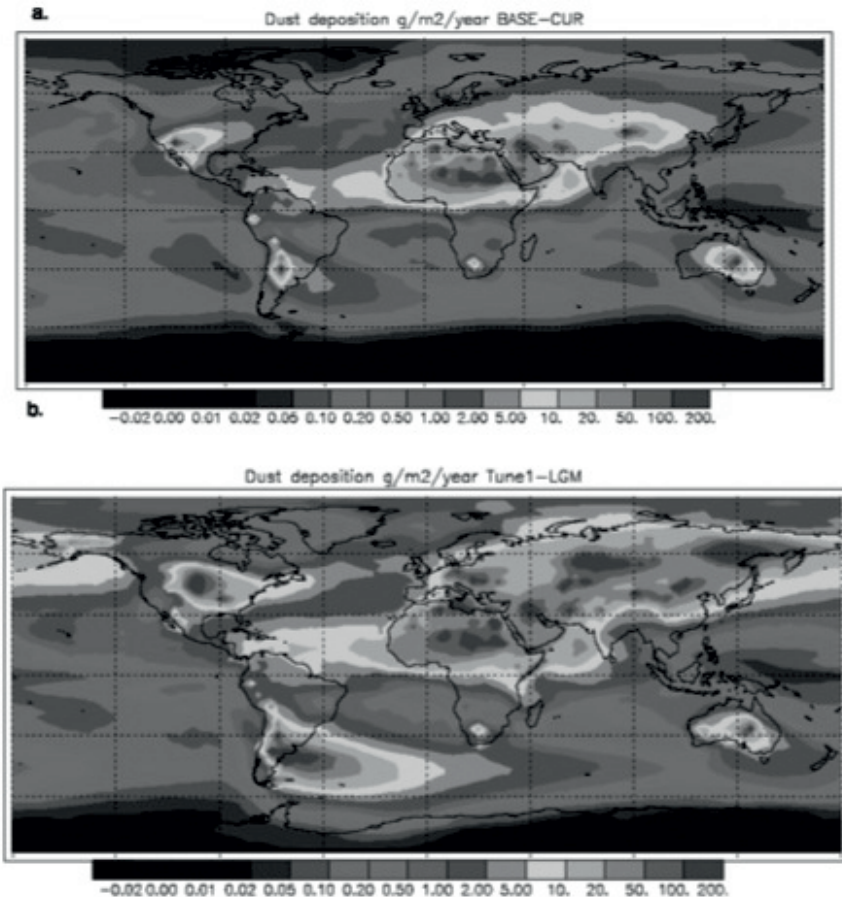 a.
Dust deposition g/m2/year BASE-CUR
-0.02 0.00 0.01 0.02 0.05 0.10 0.20 0.50 1.00 2.00 5.00 10. 20. 50. 100. 200.
b.
Dust deposition g/m2/year Tune1-LGM
-0.02 0.00 0.01 0.02 0.05 0.10 0.20 0.50 1.00 2.00 5.00 10. 20. 50. 100. 200.